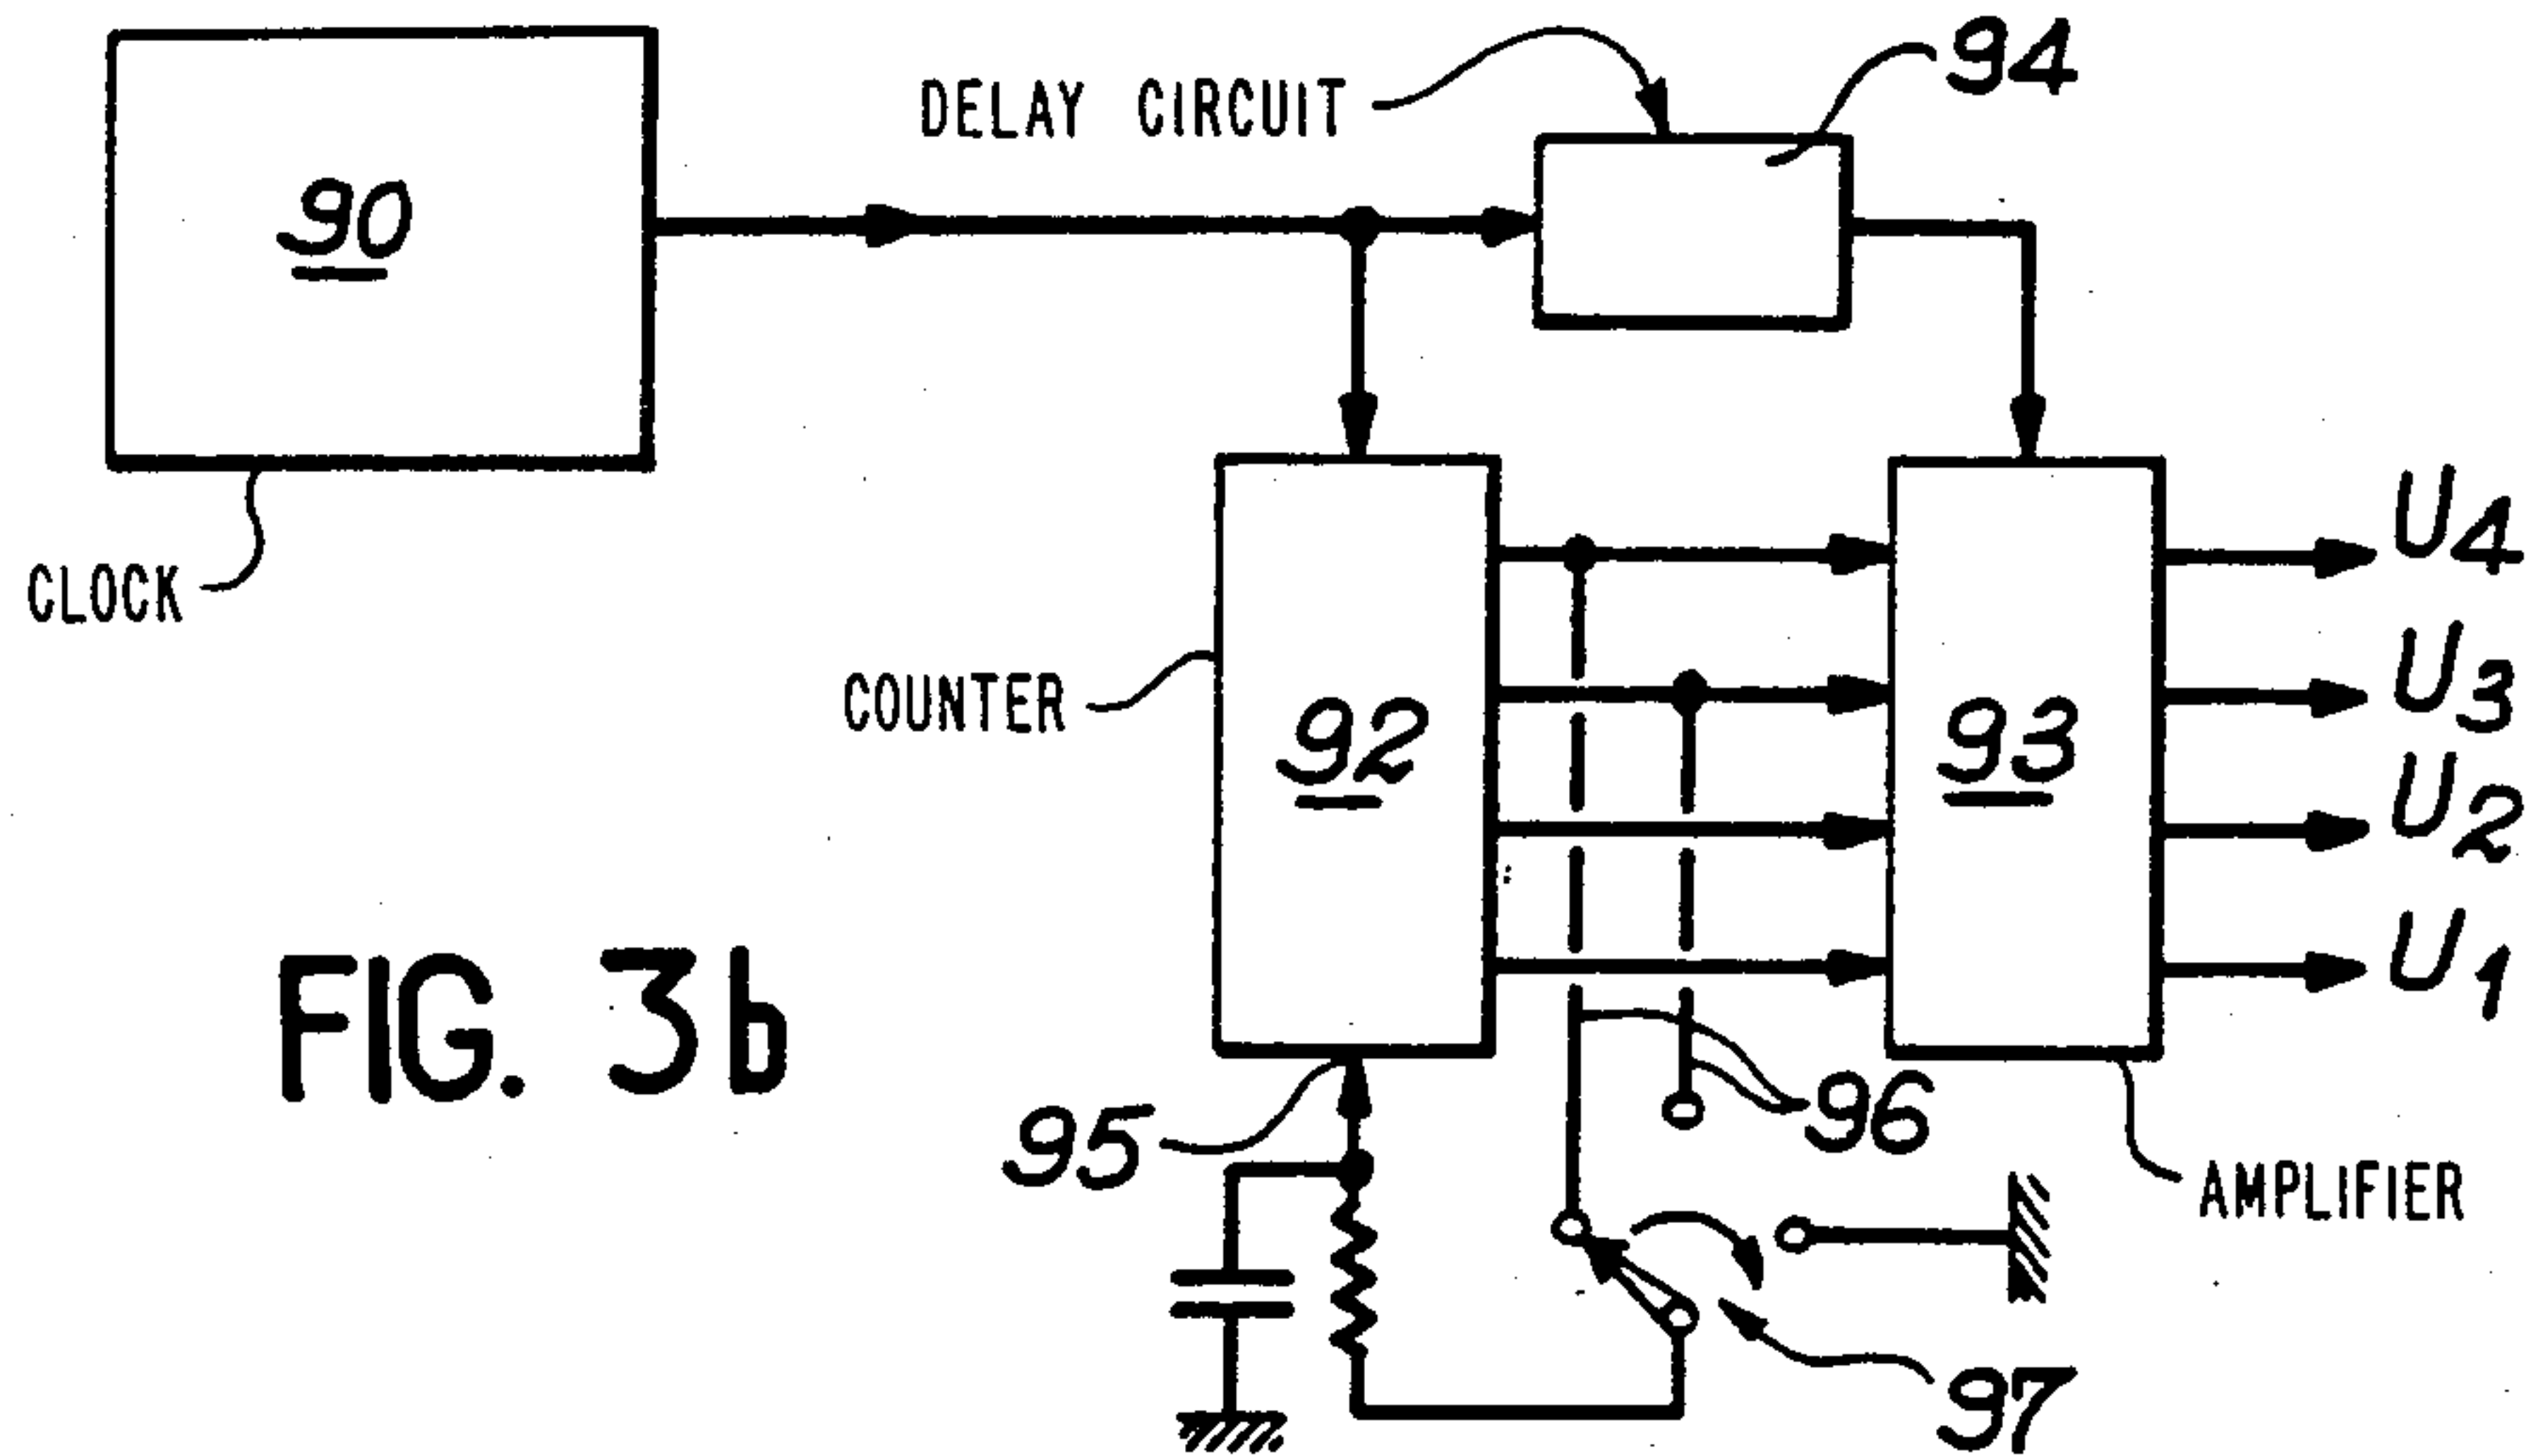 94
DELAY CIRCUIT
90
CLOCK
U4
U3
COUNTER
92
93
U2
U1
FIG. 3b
95
96
AMPLIFIER
97